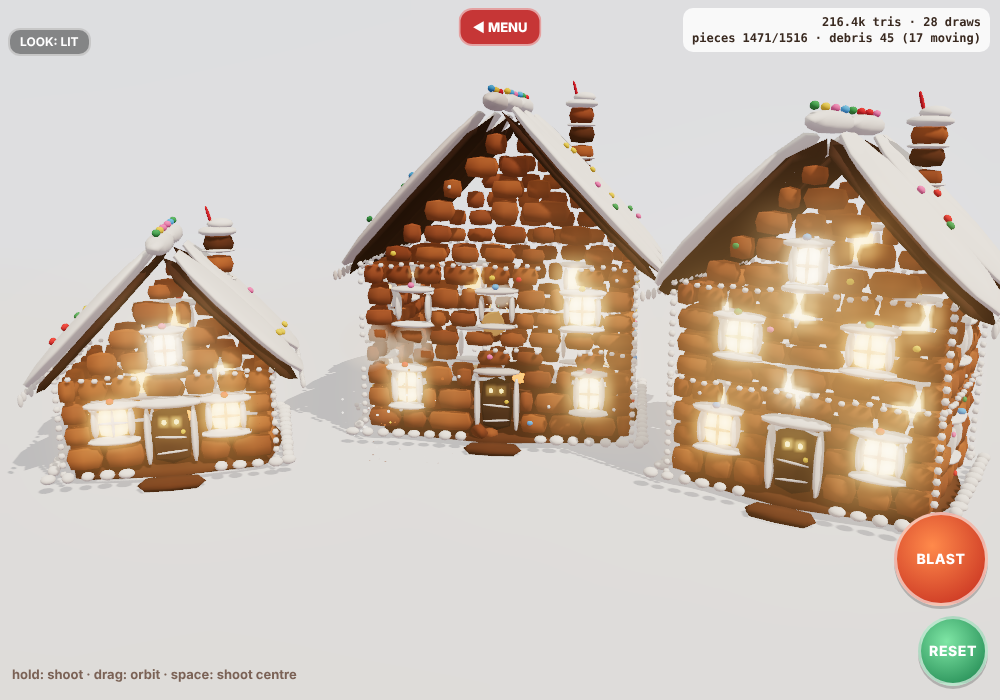 LOOK: LIT
◀ MENU
216.4k tris · 28 draws
pieces 1471/1516 · debris 45 (17 moving)
BLAST
RESET
hold: shoot · drag: orbit · space: shoot centre